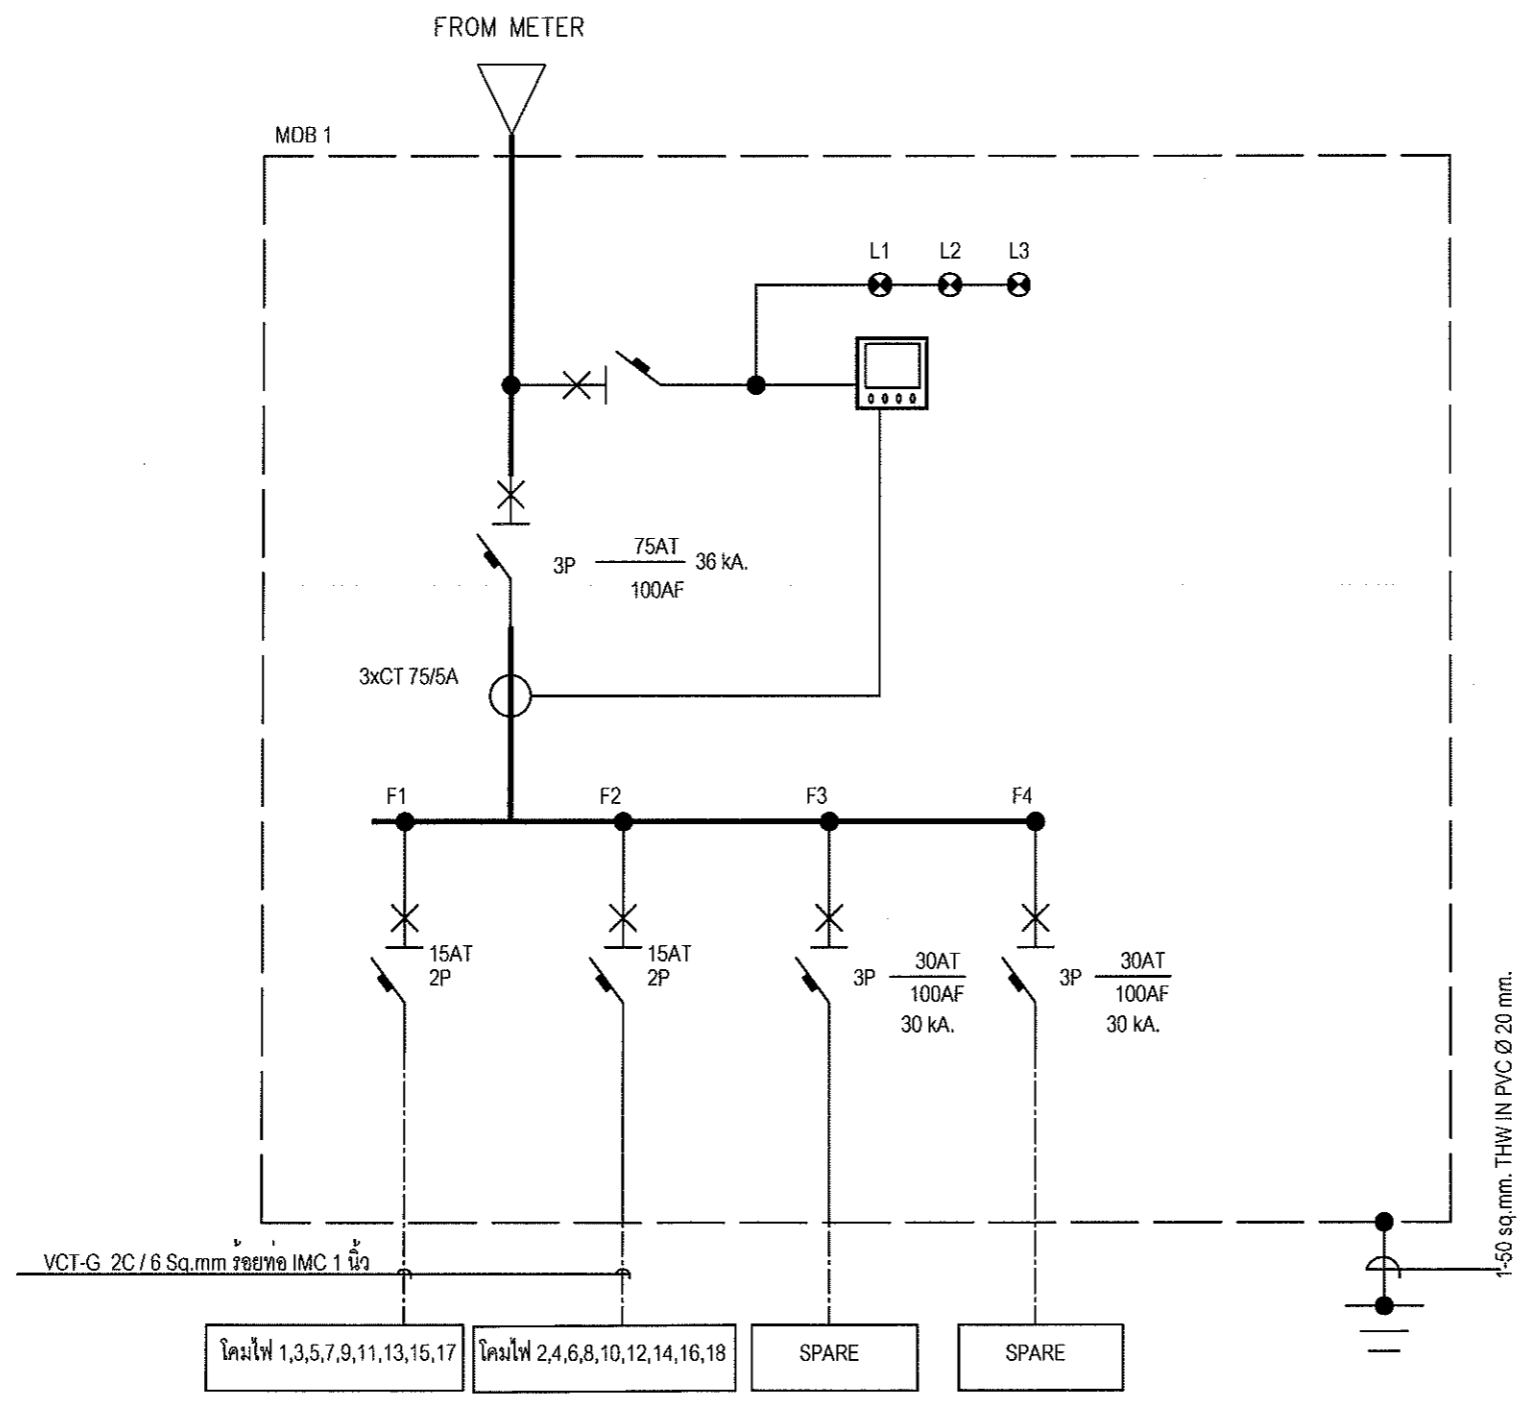 FROM METER
MDB 1
L1 L2 L3
3P 75AT 36 kA.
100AF
3xCT 75/5A
F1 F2 F3 F4
15AT
2P
15AT
2P
3P 30AT
100AF
30 kA.
3P 30AT
100AF
30 kA.
1-50 sq.mm. THW IN PVC Ø 20 mm.
VCT-G 2C / 6 Sq.mm ร้อยท่อ IMC 1 นิ้ว
โคมไฟ 1,3,5,7,9,11,13,15,17
โคมไฟ 2,4,6,8,10,12,14,16,18
SPARE
SPARE